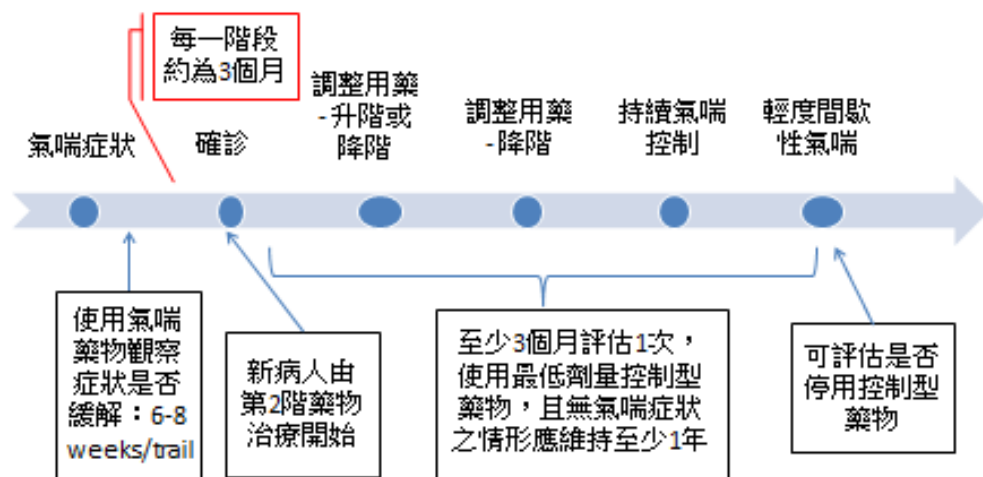 每一階段
約為3個月
氣喘症狀
確診
調整用藥
-升階或
降階
調整用藥
-降階
持續氣喘
控制
輕度間歇
性氣喘
使用氣喘
藥物觀察
症狀是否
緩解：6-8
weeks/trail
新病人由
第2階藥物
治療開始
至少3個月評估1次，
使用最低劑量控制型
藥物，且無氣喘症狀
之情形應維持至少1年
可評估是否
停用控制型
藥物